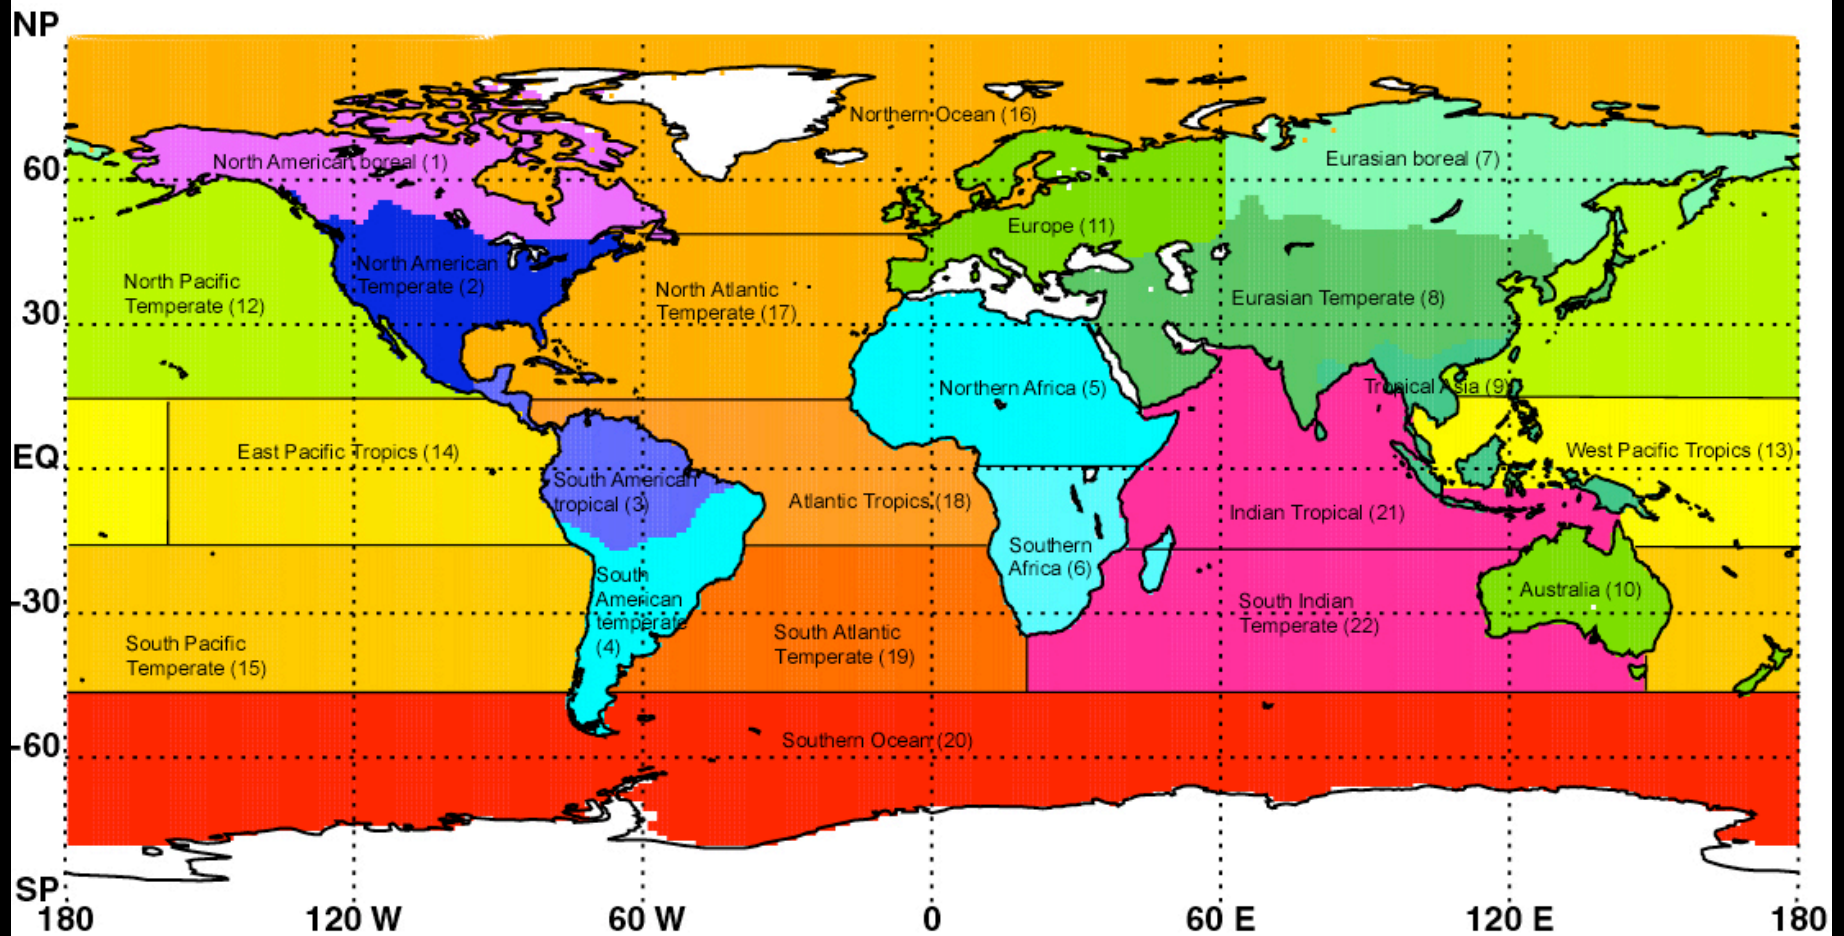 NP
Northern Ocean (16)
North American boreal (1)
Eurasian boreal (7)
60
Europe (11)
North American
Temperate (2)
North Pacific
Temperate (12)
North Atlantic
Temperate (17)
Eurasian Temperate (8)
30
Northern Africa (5)
Tropical Asia (9)
East Pacific Tropics (14)
West Pacific Tropics (13)
EQ
South American
tropical (3)
Atlantic Tropics (18)
Indian Tropical (21)
Southern
Africa (6)
South
American
temperate
(4)
Australia (10)
-30
South Indian
Temperate (22)
South Pacific
Temperate (15)
South Atlantic
Temperate (19)
Southern Ocean (20)
-60
SP
180 120 W 60 W 0 60 E 120 E 180